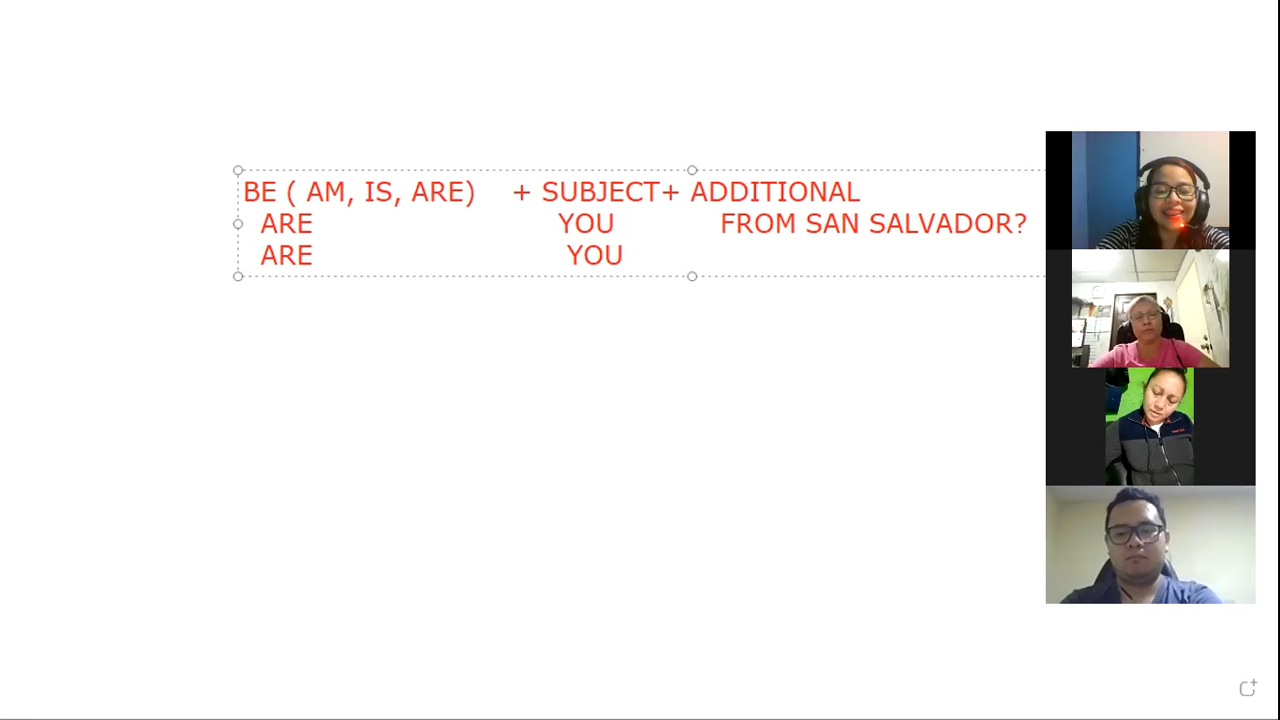 BE ( AM, IS, ARE) + SUBJECT+ ADDITIONAL
ARE YOU FROM SAN SALVADOR?
ARE YOU